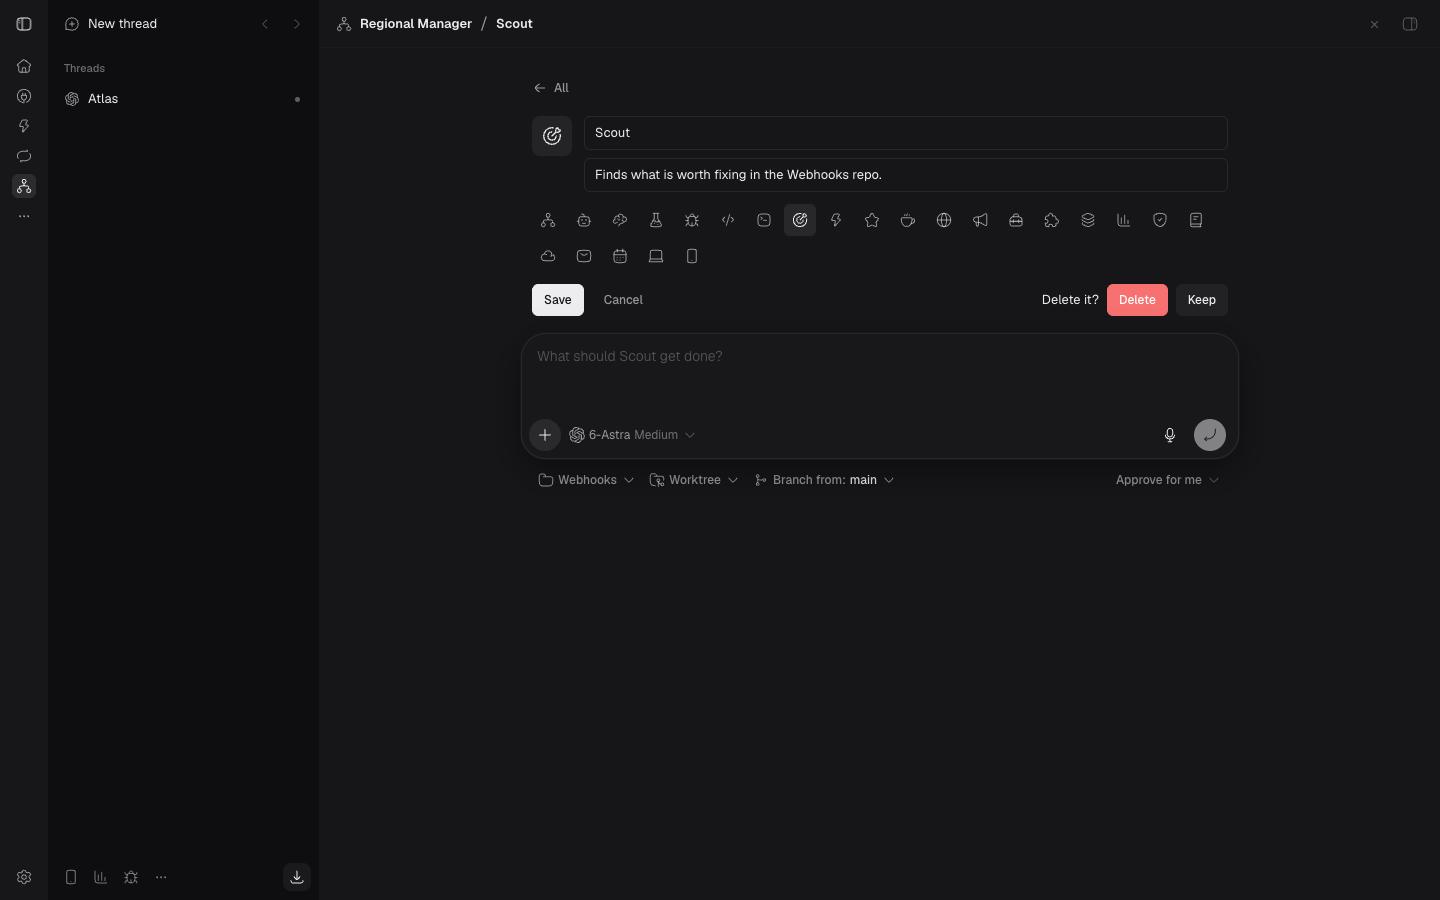 New thread
Threads
Atlas
Regional Manager / Scout
All
Scout
Finds what is worth fixing in the Webhooks repo.
Save
Cancel
Delete it?
Delete
Keep
What should Scout get done?
6-Astra Medium
Webhooks
Worktree
Branch from: main
Approve for me